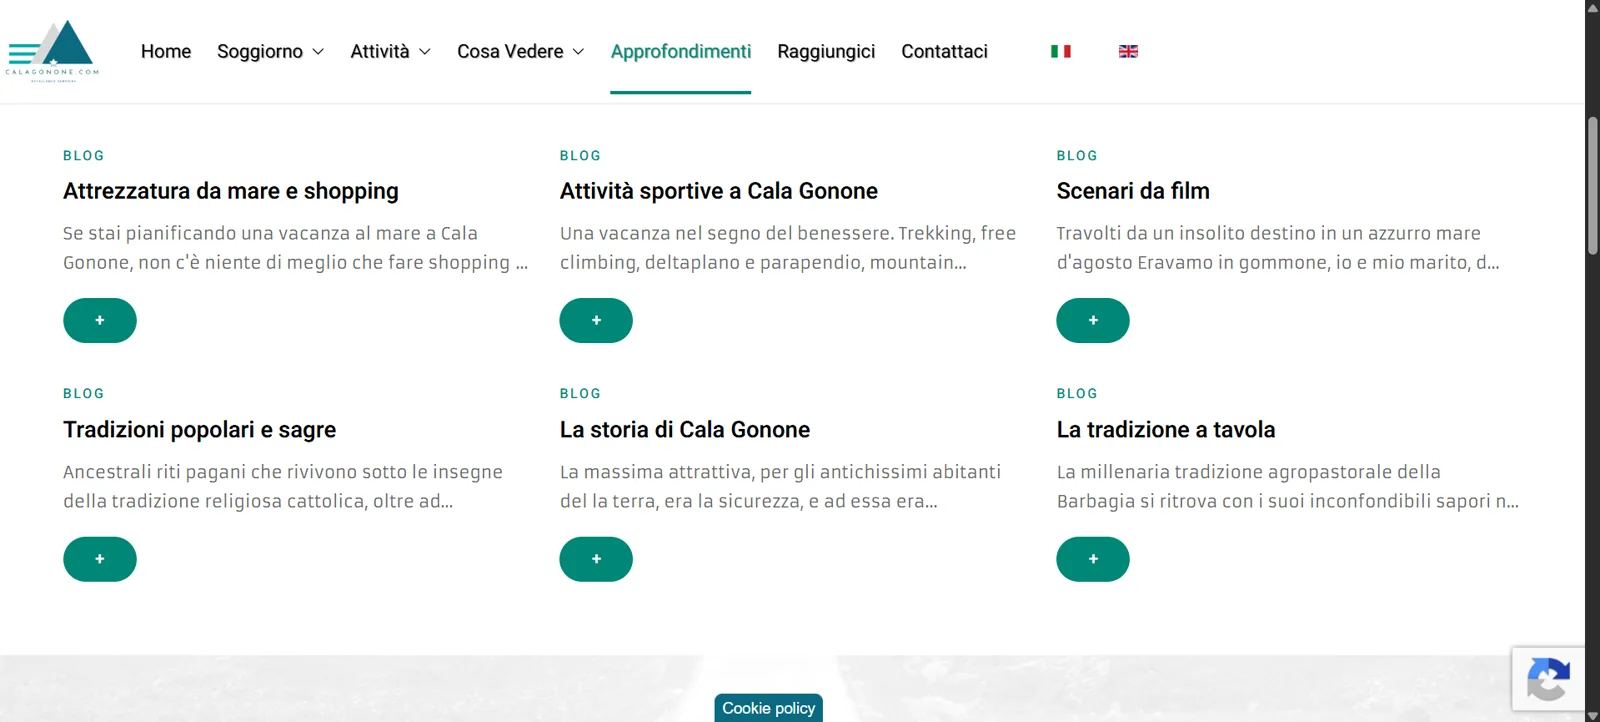 CALAGONONE.COM
Home
Soggiorno
Attività
Cosa Vedere
Approfondimenti
Raggiungici
Contattaci
BLOG
Attrezzatura da mare e shopping
Se stai pianificando una vacanza al mare a Cala
Gonone, non c'è niente di meglio che fare shopping ...
+
BLOG
Attività sportive a Cala Gonone
Una vacanza nel segno del benessere. Trekking, free
climbing, deltaplano e parapendio, mountain...
+
BLOG
Scenari da film
Travolti da un insolito destino in un azzurro mare
d'agosto Eravamo in gommone, io e mio marito, d...
+
BLOG
Tradizioni popolari e sagre
Ancestrali riti pagani che rivivono sotto le insegne
della tradizione religiosa cattolica, oltre ad...
+
BLOG
La storia di Cala Gonone
La massima attrattiva, per gli antichissimi abitanti
del la terra, era la sicurezza, e ad essa era...
+
BLOG
La tradizione a tavola
La millenaria tradizione agropastorale della
Barbagia si ritrova con i suoi inconfondibili sapori n...
+
Cookie policy